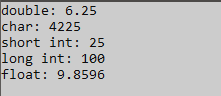 double: 6.25
char: 4225
short int: 25
long int: 100
float: 9.8596